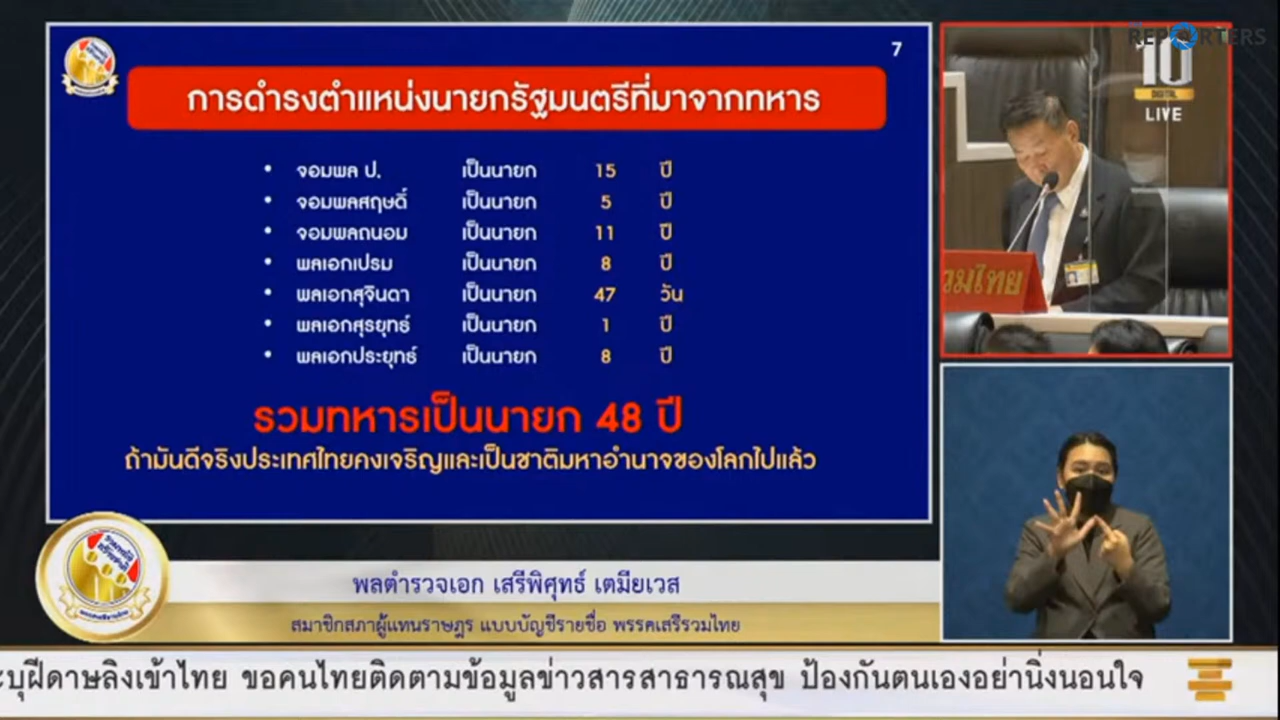 THE REPORTERS
10
DIGITAL
LIVE
7
การดำรงตำแหน่งนายกรัฐมนตรีที่มาจากทหาร
• จอมพล ป. เป็นนายก 15 ปี
• จอมพลสฤษดิ์ เป็นนายก 5 ปี
• จอมพลถนอม เป็นนายก 11 ปี
• พลเอกเปรม เป็นนายก 8 ปี
• พลเอกสุจินดา เป็นนายก 47 วัน
• พลเอกสุรยุทธ์ เป็นนายก 1 ปี
• พลเอกประยุทธ์ เป็นนายก 8 ปี
รวมทหารเป็นนายก 48 ปี
ถ้ามันดีจริงประเทศไทยคงเจริญและเป็นชาติมหาอำนาจของโลกไปแล้ว
รวมไทย
พลตำรวจเอก เสรีพิศุทธ์ เตมียเวส
สมาชิกสภาผู้แทนราษฎร แบบบัญชีรายชื่อ พรรคเสรีรวมไทย
ะบุฝีดาษลิงเข้าไทย ขอคนไทยติดตามข้อมูลข่าวสารสาธารณสุข ป้องกันตนเองอย่านิ่งนอนใจ